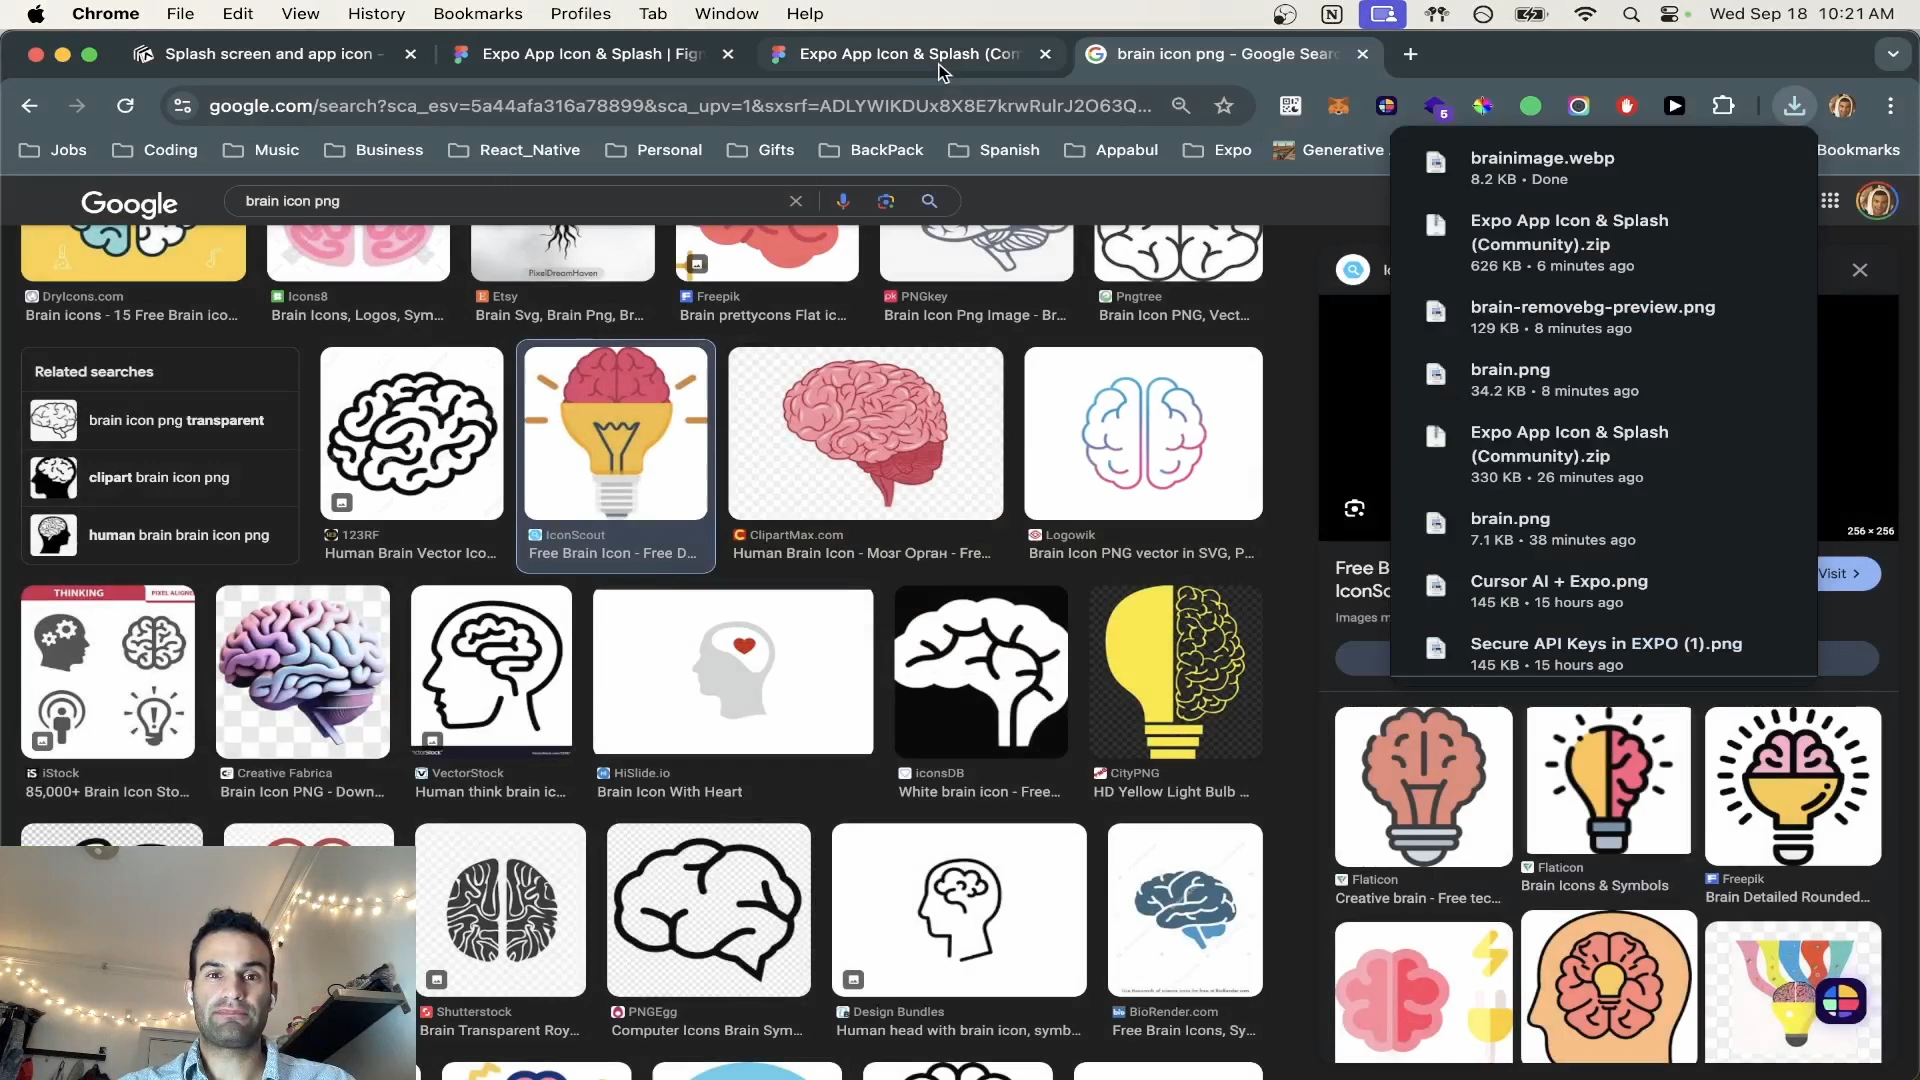 Chrome File Edit View History Bookmarks Profiles Tab Window Help
Wed Sep 18 10:21 AM
Splash screen and app icon -
Expo App Icon & Splash | Fig
Expo App Icon & Splash (Com
brain icon png - Google Sear
google.com/search?sca_esv=5a44afa316a78899&sca_upv=1&sxsrf=ADLYWIKDUx8X8E7krwRulrJ2O63Q...
5
Jobs
Coding
Music
Business
React_Native
Personal
Gifts
BackPack
Spanish
Appabul
Expo
Generative
Bookmarks
Google
brain icon png
PixelDreamHaven
DryIcons.com
Brain icons - 15 Free Brain ico...
Icons8
Brain Icons, Logos, Sym...
Etsy
Brain Svg, Brain Png, Br...
Freepik
Brain prettycons Flat ic...
PNGkey
Brain Icon Png Image - Br...
Pngtree
Brain Icon PNG, Vect...
Related searches
brain icon png transparent
clipart brain icon png
human brain brain icon png
123RF
Human Brain Vector Ico...
IconScout
Free Brain Icon - Free D...
ClipartMax.com
Human Brain Icon - Мозг Орган - Fre...
Logowik
Brain Icon PNG vector in SVG, P...
THINKING
PIXEL ALIGNE
iStock
85,000+ Brain Icon Sto...
Creative Fabrica
Brain Icon PNG - Down...
VectorStock
Human think brain ic...
HiSlide.io
Brain Icon With Heart
iconsDB
White brain icon - Free...
CityPNG
HD Yellow Light Bulb ...
Shutterstock
Brain Transparent Roy...
PNGEgg
Computer Icons Brain Sym...
Design Bundles
Human head with brain icon, symb...
BioRender.com
Free Brain Icons, Sy...
brainimage.webp
8.2 KB • Done
Expo App Icon & Splash
(Community).zip
626 KB • 6 minutes ago
brain-removebg-preview.png
129 KB • 8 minutes ago
brain.png
34.2 KB • 8 minutes ago
Expo App Icon & Splash
(Community).zip
330 KB • 26 minutes ago
brain.png
7.1 KB • 38 minutes ago
Cursor AI + Expo.png
145 KB • 15 hours ago
Secure API Keys in EXPO (1).png
145 KB • 15 hours ago
256 × 256
Free B
IconSc
Visit >
Images m
Flaticon
Creative brain - Free tec...
Flaticon
Brain Icons & Symbols
Freepik
Brain Detailed Rounded...